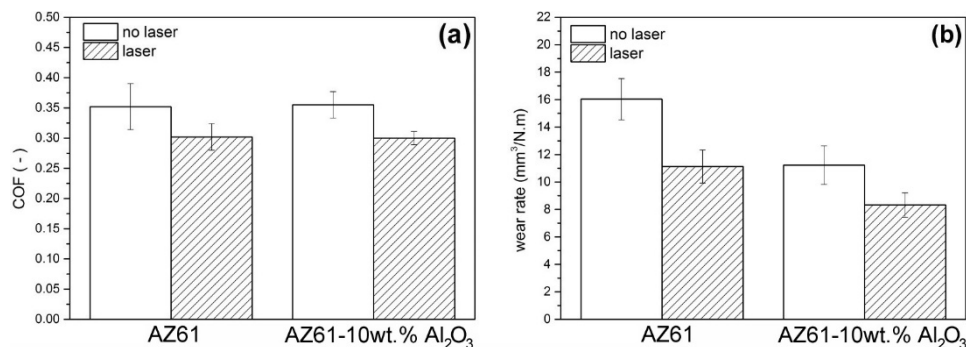 (a)
no laser
laser
COF ( - )
0.50
0.45
0.40
0.35
0.30
0.25
0.20
0.15
0.10
0.05
0.00
AZ61
AZ61-10wt.% Al₂O₃
(b)
no laser
laser
wear rate (mm³/N.m)
22
20
18
16
14
12
10
8
6
4
2
0
AZ61
AZ61-10wt.% Al₂O₃